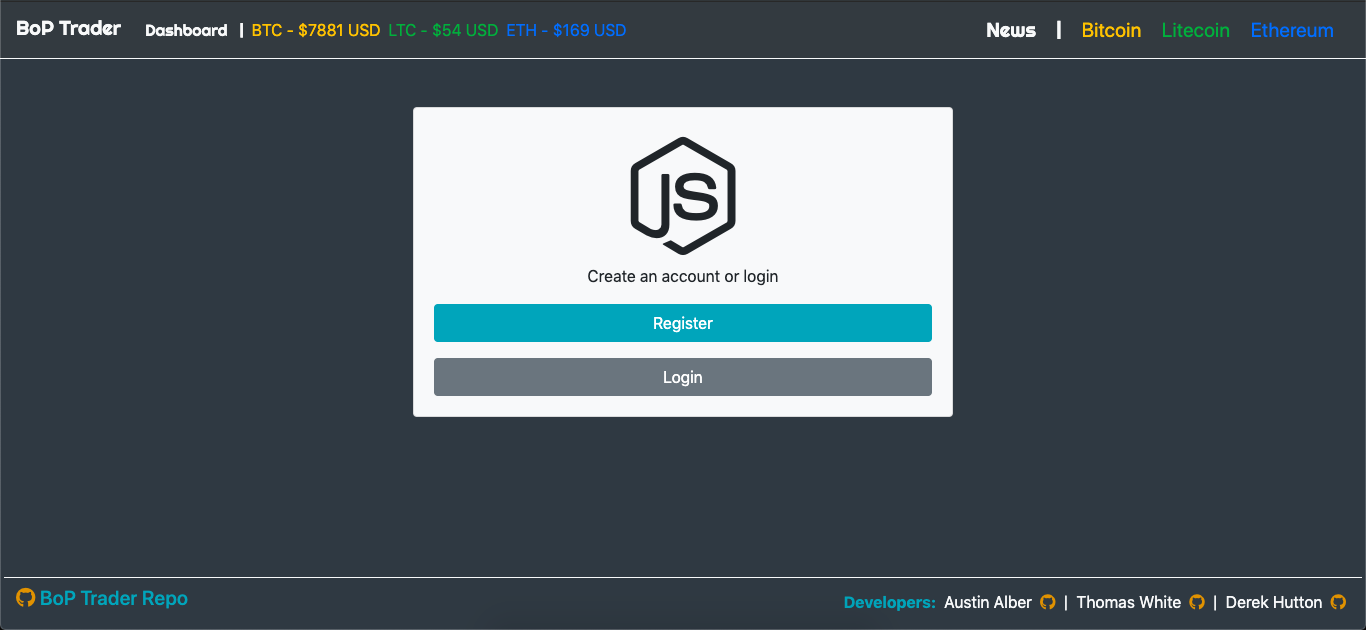 BoP Trader Dashboard | BTC - $7881 USD LTC - $54 USD ETH - $169 USD News | Bitcoin Litecoin Ethereum
JS
Create an account or login
Register
Login
BoP Trader Repo
Developers: Austin Alber | Thomas White | Derek Hutton